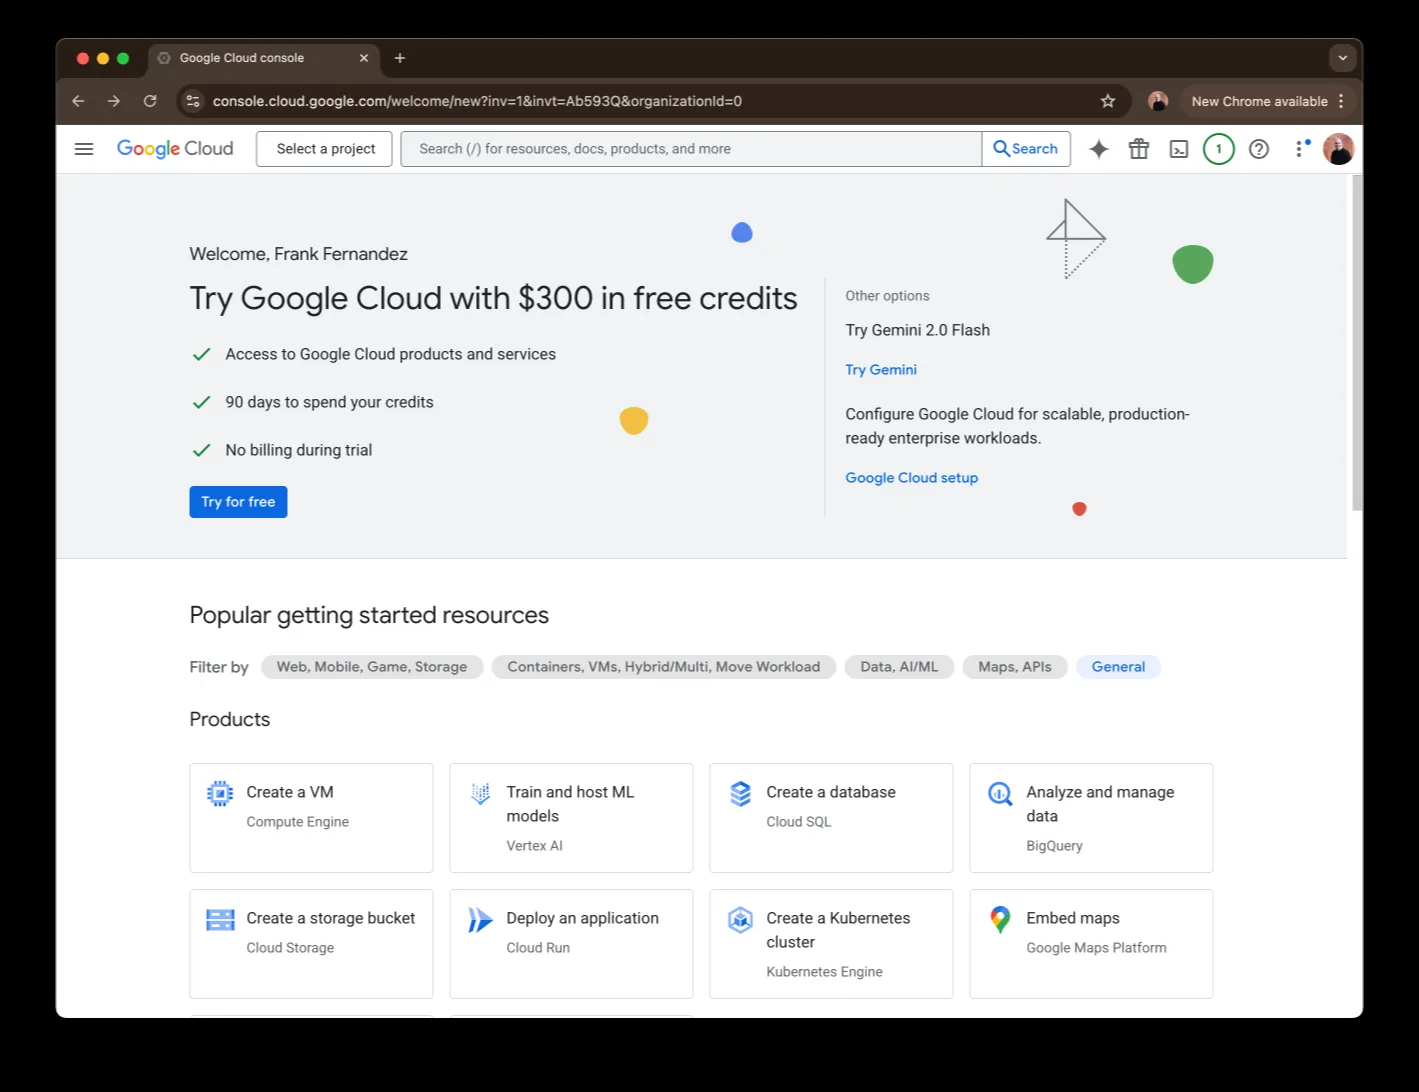 Google Cloud console
console.cloud.google.com/welcome/new?inv=1&invt=Ab593Q&organizationId=0
New Chrome available
Google Cloud
Select a project
Search (/) for resources, docs, products, and more
Search
1
Welcome, Frank Fernandez
Try Google Cloud with $300 in free credits
Access to Google Cloud products and services
90 days to spend your credits
No billing during trial
Try for free
Other options
Try Gemini 2.0 Flash
Try Gemini
Configure Google Cloud for scalable, production-
ready enterprise workloads.
Google Cloud setup
Popular getting started resources
Filter by
Web, Mobile, Game, Storage
Containers, VMs, Hybrid/Multi, Move Workload
Data, AI/ML
Maps, APIs
General
Products
Create a VM
Compute Engine
Train and host ML
models
Vertex AI
Create a database
Cloud SQL
Analyze and manage
data
BigQuery
Create a storage bucket
Cloud Storage
Deploy an application
Cloud Run
Create a Kubernetes
cluster
Kubernetes Engine
Embed maps
Google Maps Platform